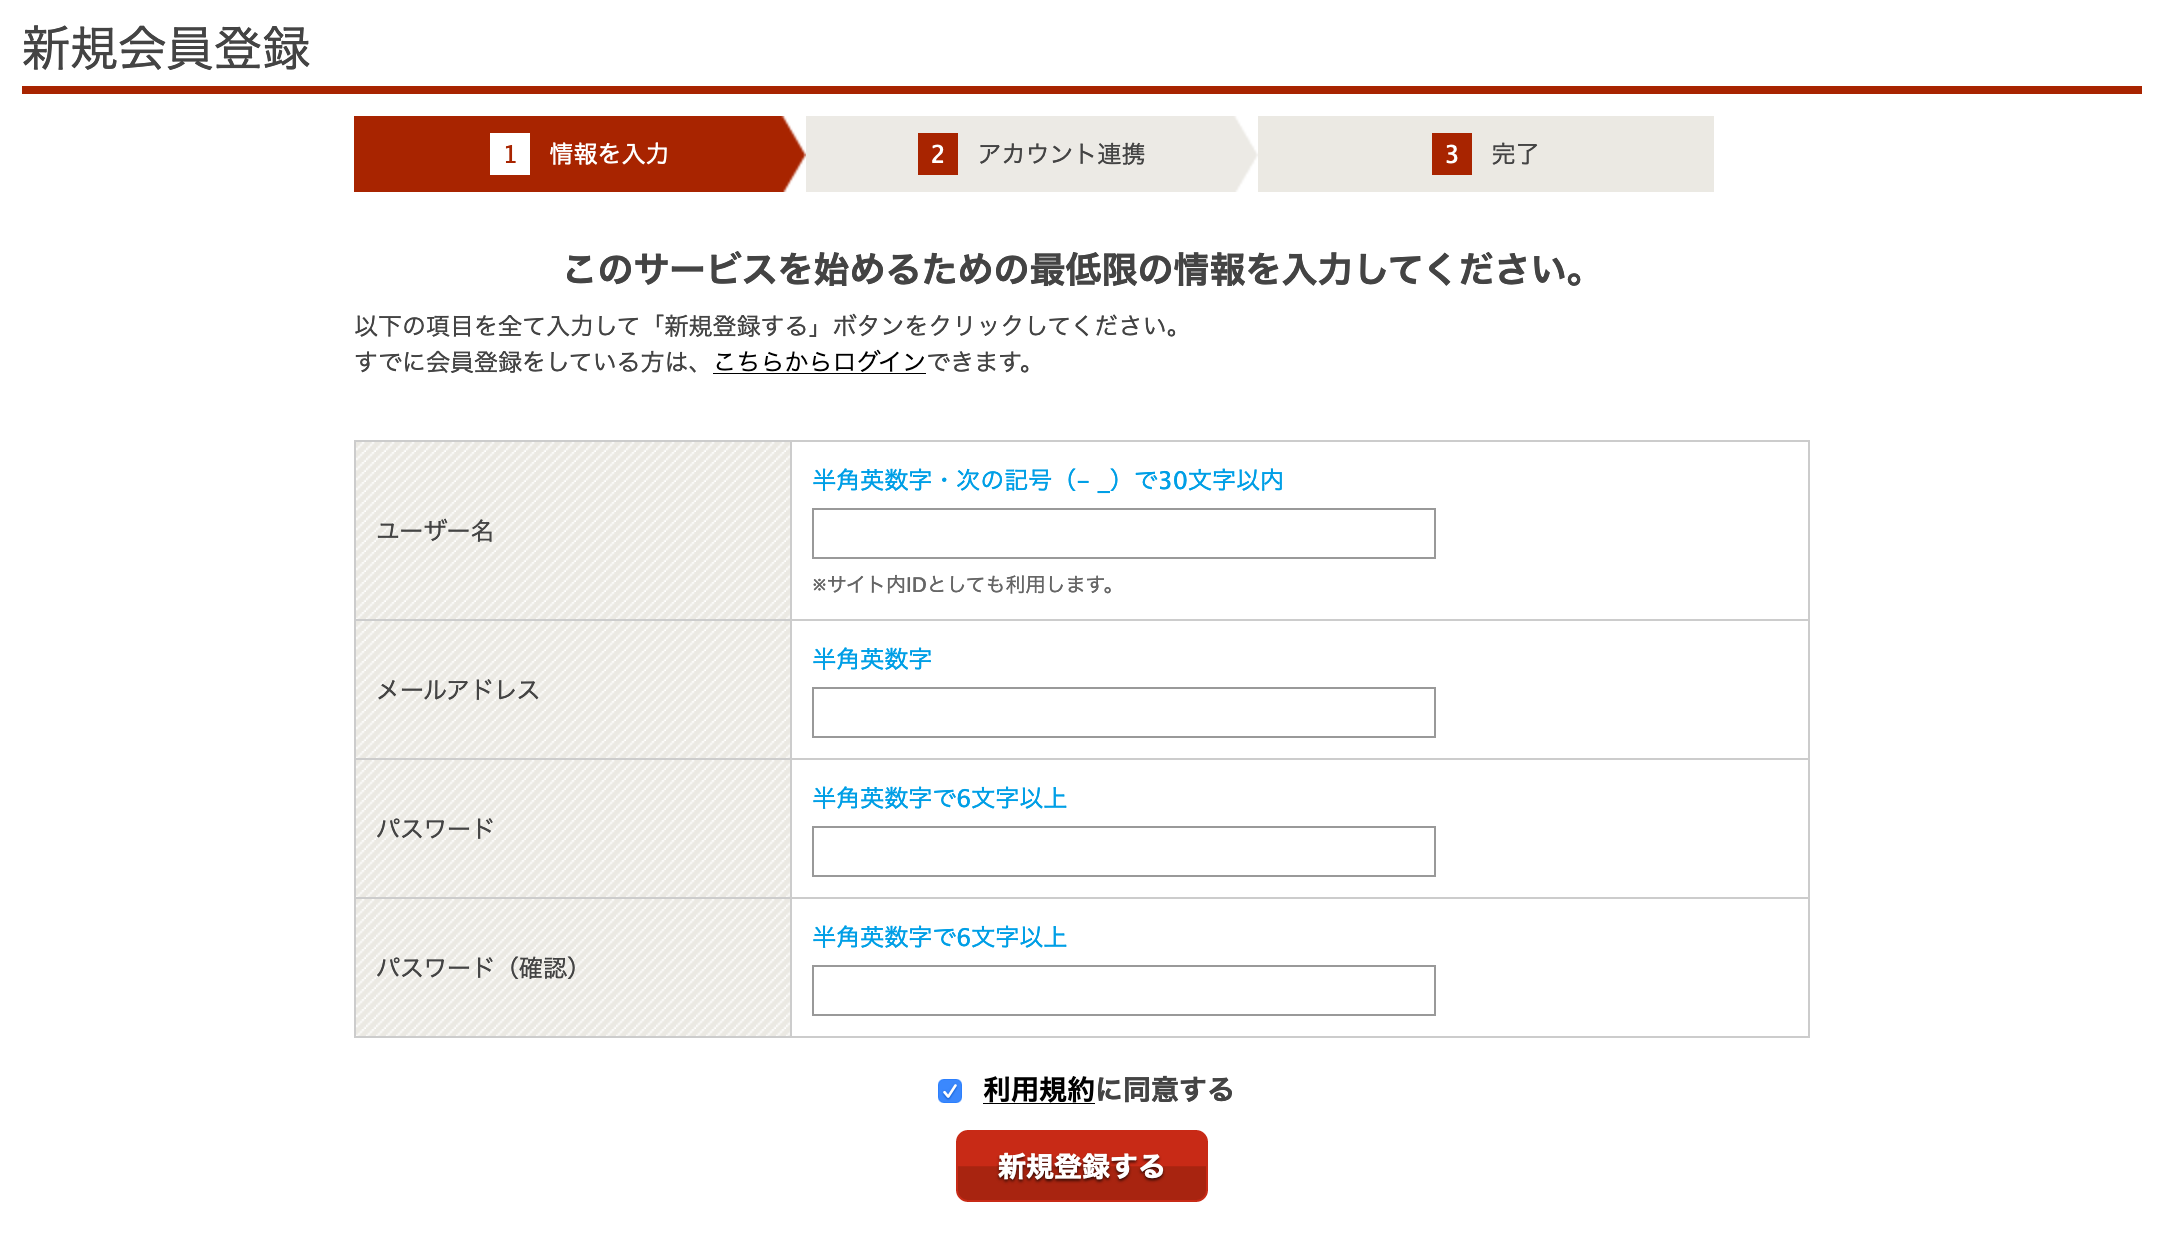 新規会員登録
1 情報を入力
2 アカウント連携
3 完了
このサービスを始めるための最低限の情報を入力してください。
以下の項目を全て入力して「新規登録する」ボタンをクリックしてください。
すでに会員登録をしている方は、こちらからログインできます。
ユーザー名
半角英数字・次の記号（- _）で30文字以内
※サイト内IDとしても利用します。
メールアドレス
半角英数字
パスワード
半角英数字で6文字以上
パスワード（確認）
半角英数字で6文字以上
利用規約に同意する
新規登録する